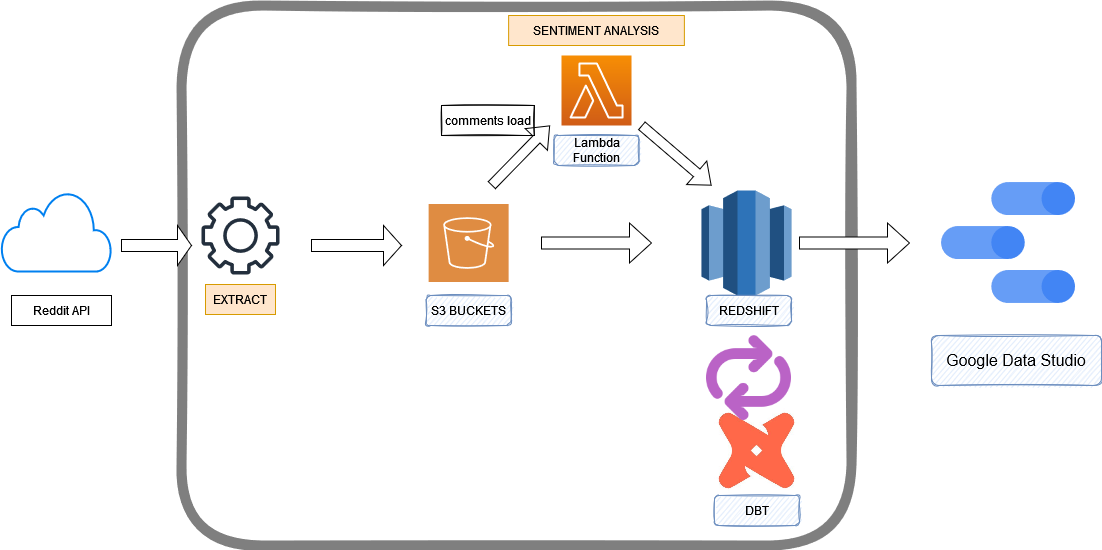 SENTIMENT ANALYSIS
comments load
Lambda
Function
Reddit API
EXTRACT
S3 BUCKETS
REDSHIFT
Google Data Studio
DBT